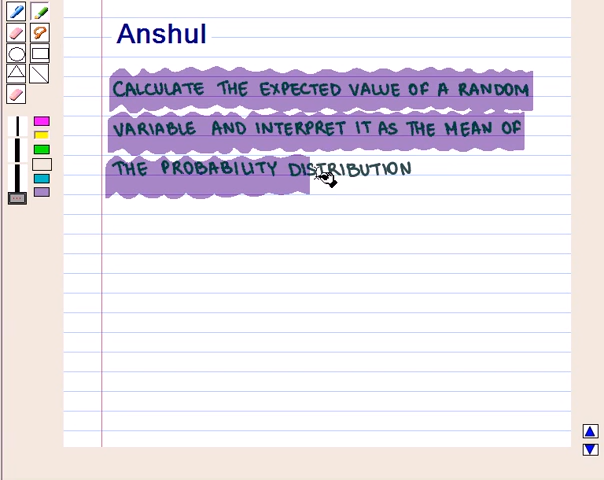 Anshul
CALCULATE THE EXPECTED VALUE OF A RANDOM
VARIABLE AND INTERPRET IT AS THE MEAN OF
THE PROBABILITY DISTRIBUTION